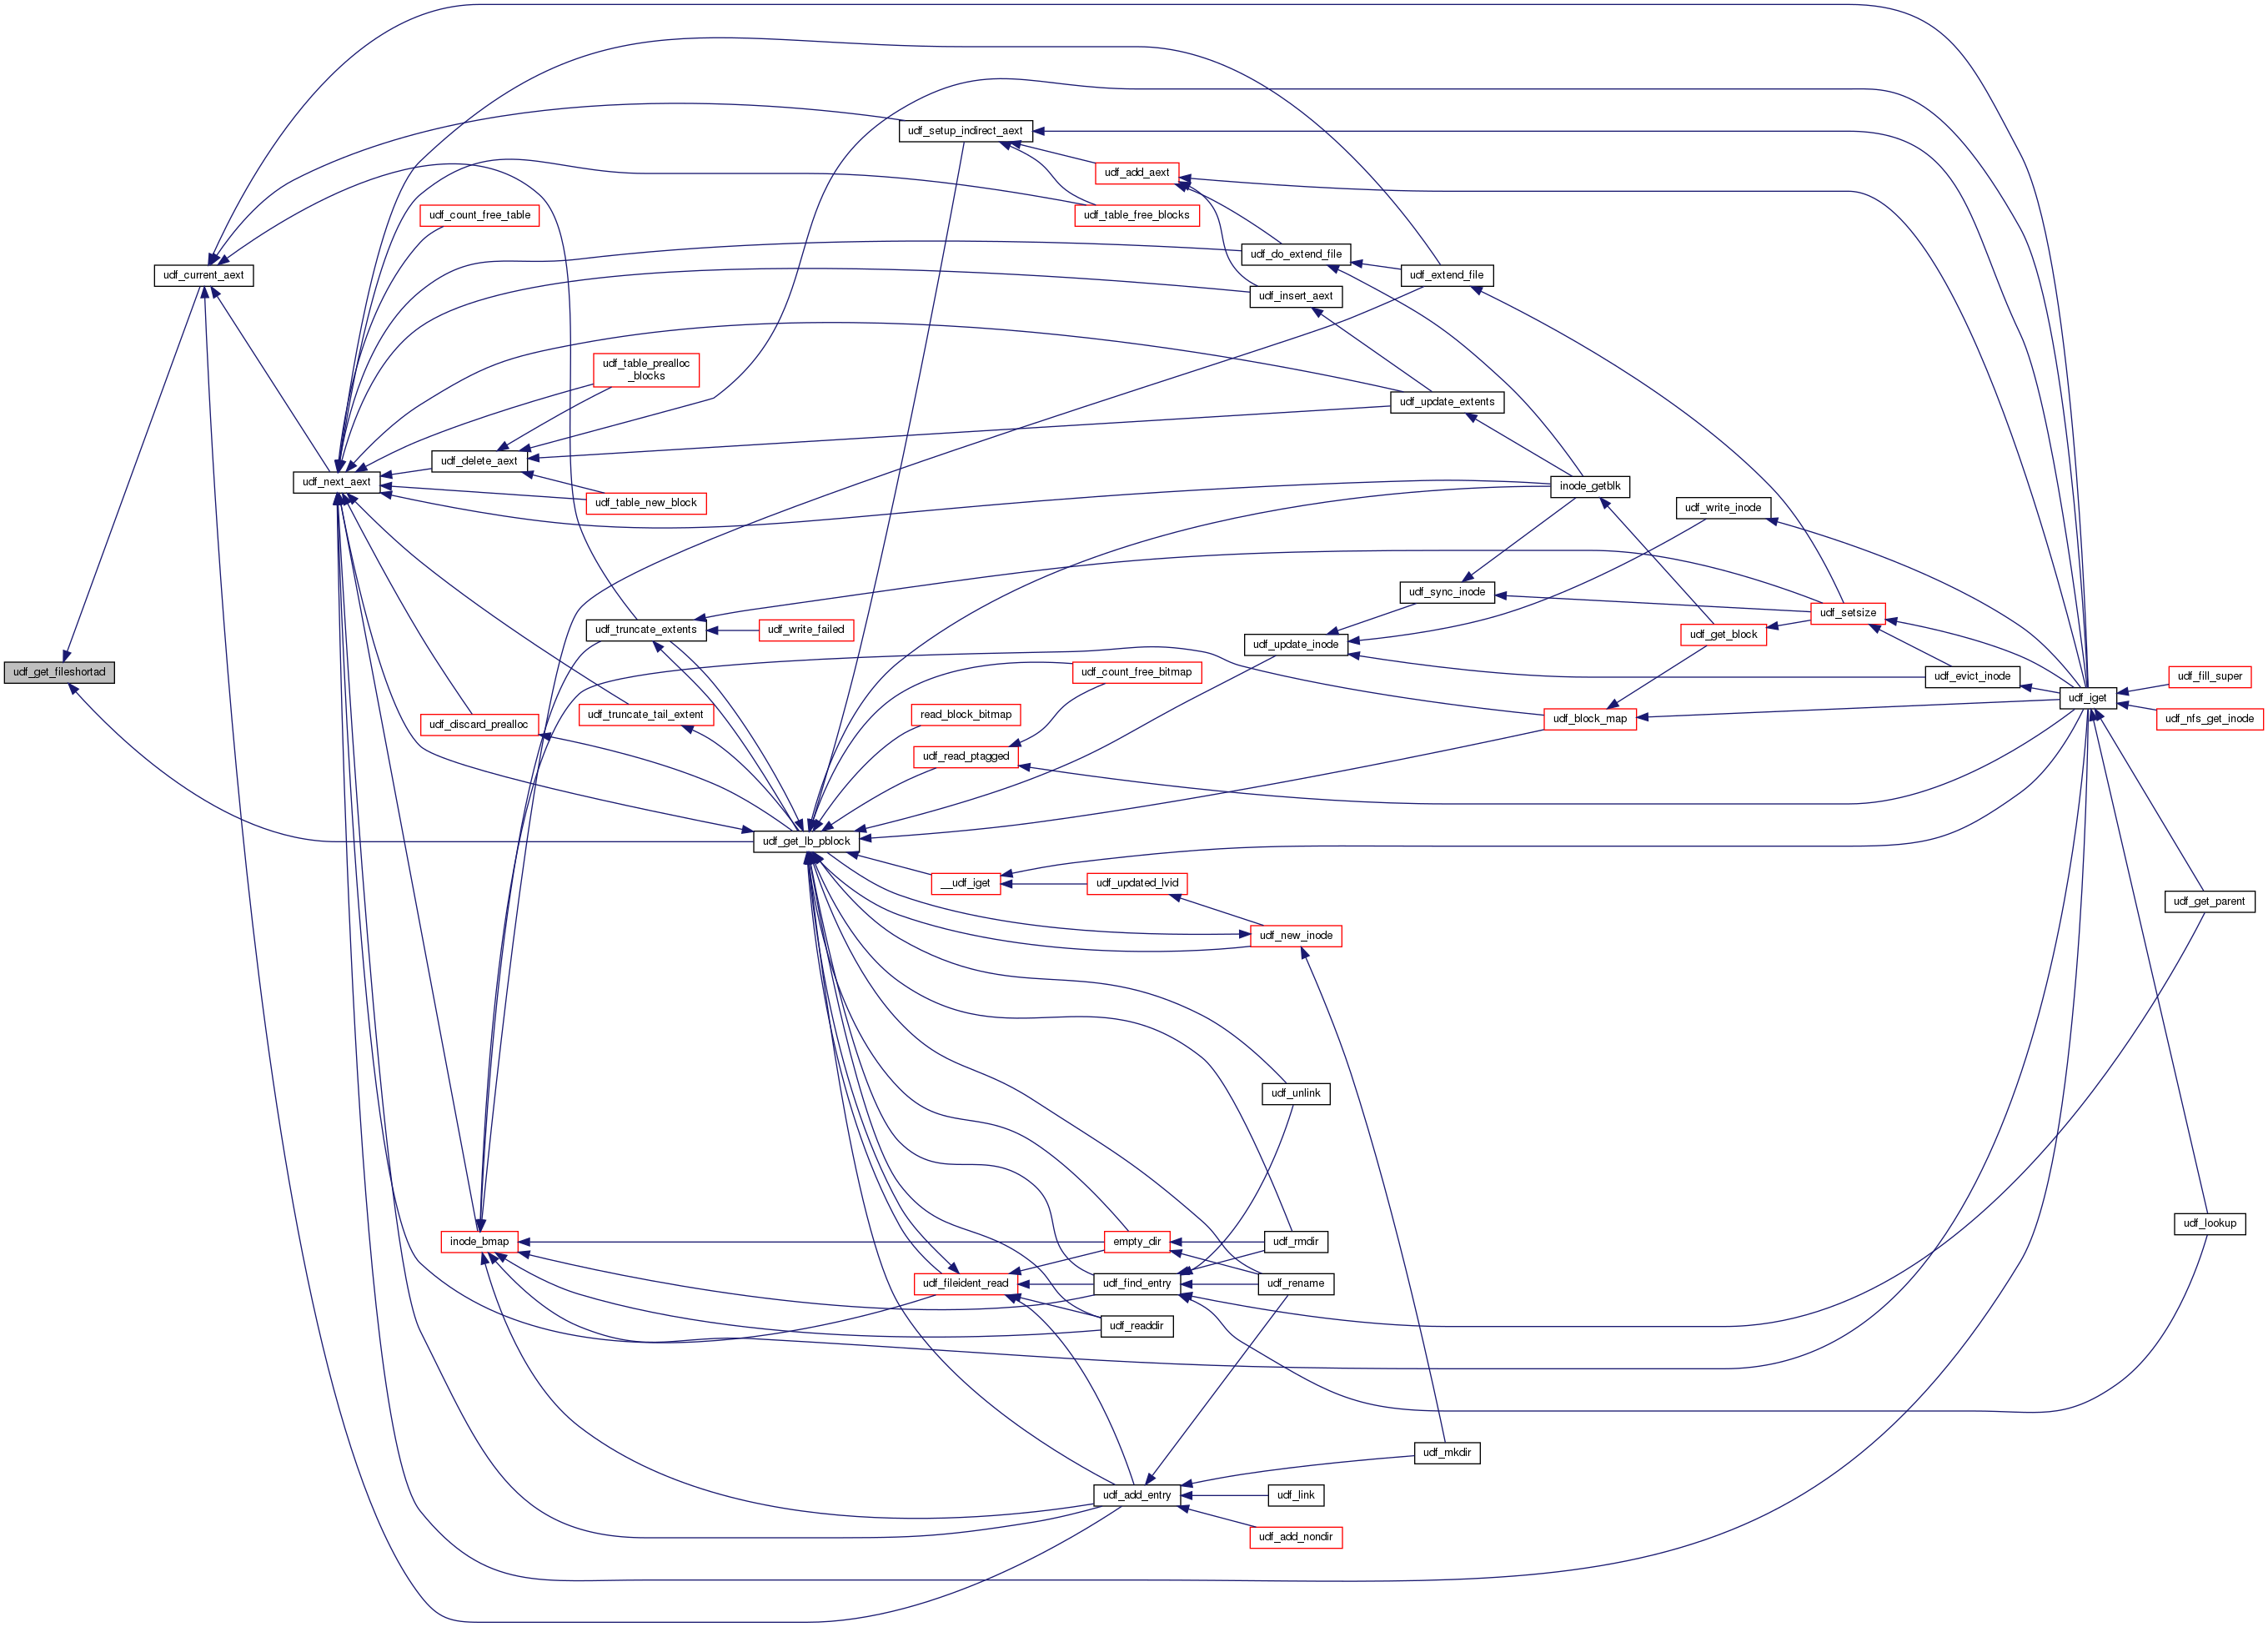 udf_setup_indirect_aext
udf_add_aext
udf_count_free_table
udf_table_free_blocks
udf_do_extend_file
udf_current_aext
udf_extend_file
udf_insert_aext
udf_table_prealloc
_blocks
udf_update_extents
udf_delete_aext
udf_next_aext
inode_getblk
udf_table_new_block
udf_write_inode
udf_sync_inode
udf_setsize
udf_truncate_extents
udf_write_failed
udf_get_block
udf_update_inode
udf_get_fileshortad
udf_count_free_bitmap
udf_evict_inode
udf_fill_super
udf_iget
udf_discard_prealloc
udf_truncate_tail_extent
read_block_bitmap
udf_block_map
udf_nfs_get_inode
udf_read_ptagged
udf_get_lb_pblock
__udf_iget
udf_updated_lvid
udf_get_parent
udf_new_inode
udf_unlink
udf_lookup
inode_bmap
empty_dir
udf_rmdir
udf_fileident_read
udf_find_entry
udf_rename
udf_readdir
udf_mkdir
udf_add_entry
udf_link
udf_add_nondir